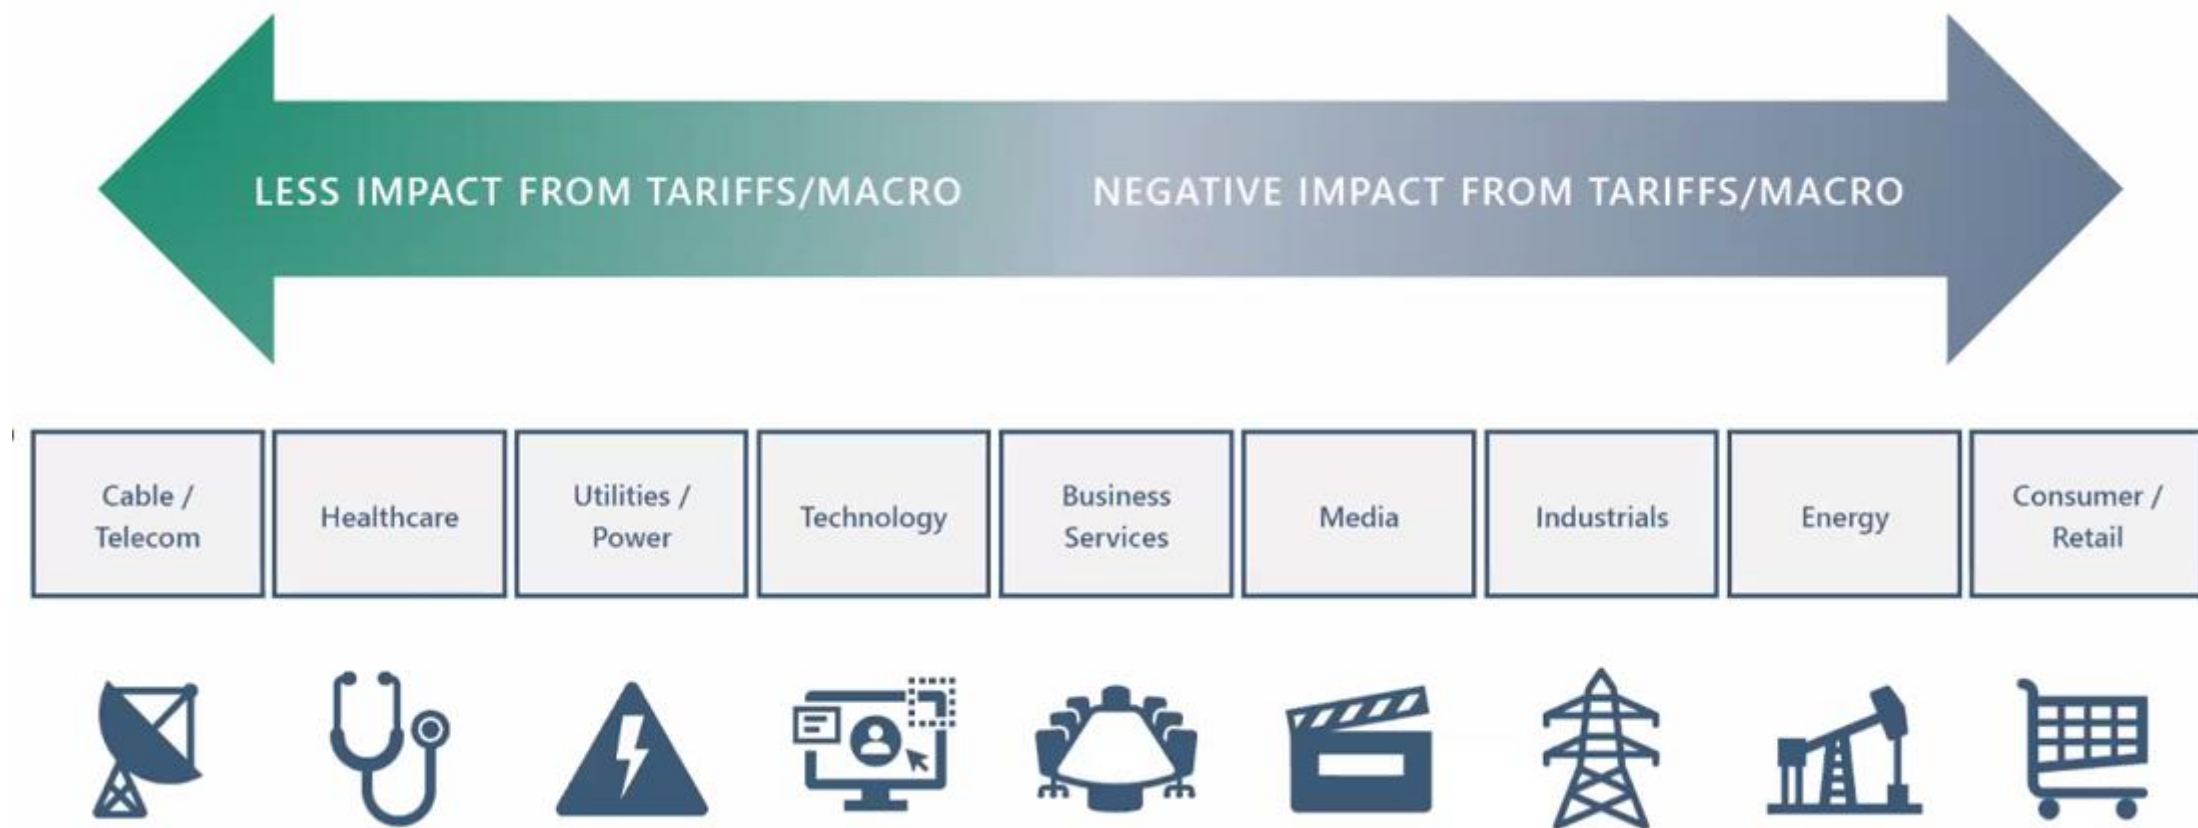 LESS IMPACT FROM TARIFFS/MACRO
NEGATIVE IMPACT FROM TARIFFS/MACRO
Cable /
Telecom
Healthcare
Utilities /
Power
Technology
Business
Services
Media
Industrials
Energy
Consumer /
Retail